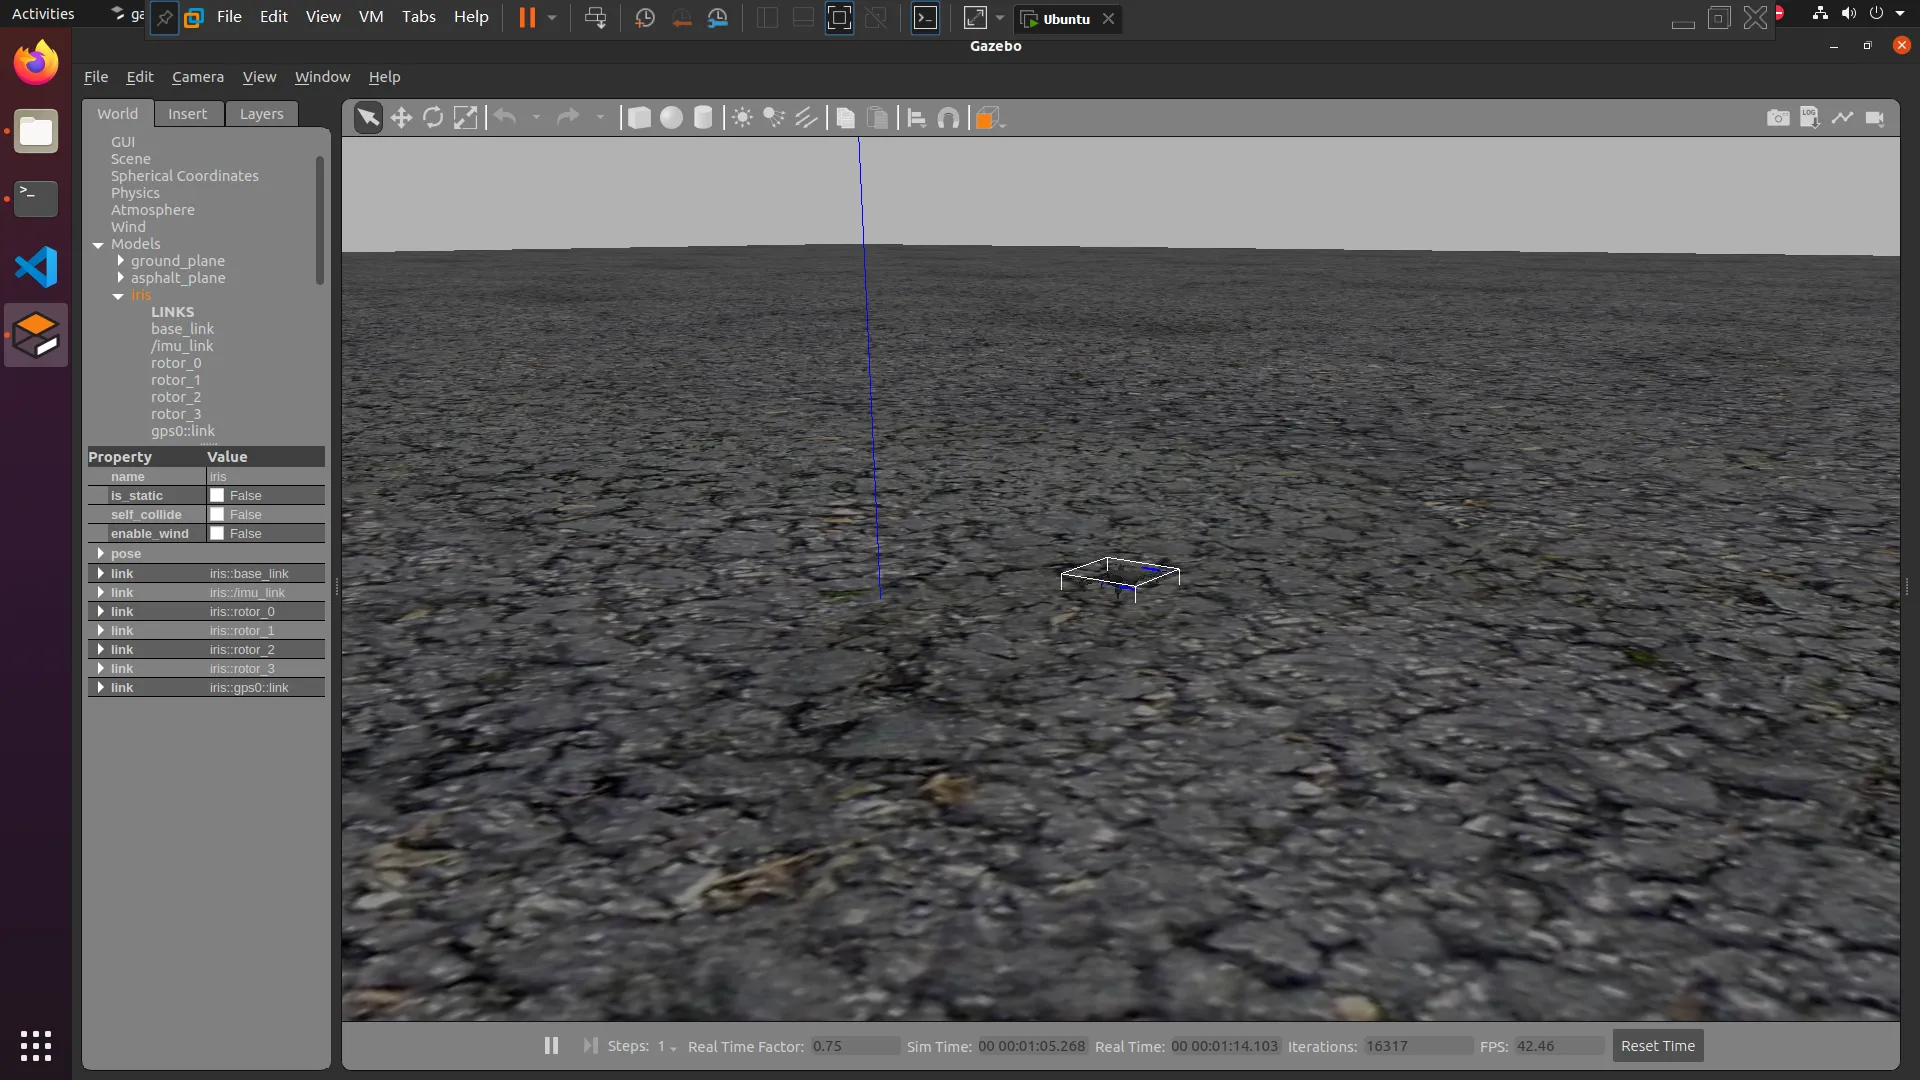 Activities
File Edit View VM Tabs Help
Ubuntu
Gazebo
File Edit Camera View Window Help
World Insert Layers
LOG
GUI
Scene
Spherical Coordinates
Physics
Atmosphere
Wind
Models
ground_plane
asphalt_plane
iris
LINKS
base_link
/imu_link
rotor_0
rotor_1
rotor_2
rotor_3
gps0::link
Property Value
name iris
is_static False
self_collide False
enable_wind False
pose
link iris::base_link
link iris::/imu_link
link iris::rotor_0
link iris::rotor_1
link iris::rotor_2
link iris::rotor_3
link iris::gps0::link
Steps: 1 Real Time Factor: 0.75 Sim Time: 00 00:01:05.268 Real Time: 00 00:01:14.103 Iterations: 16317 FPS: 42.46 Reset Time